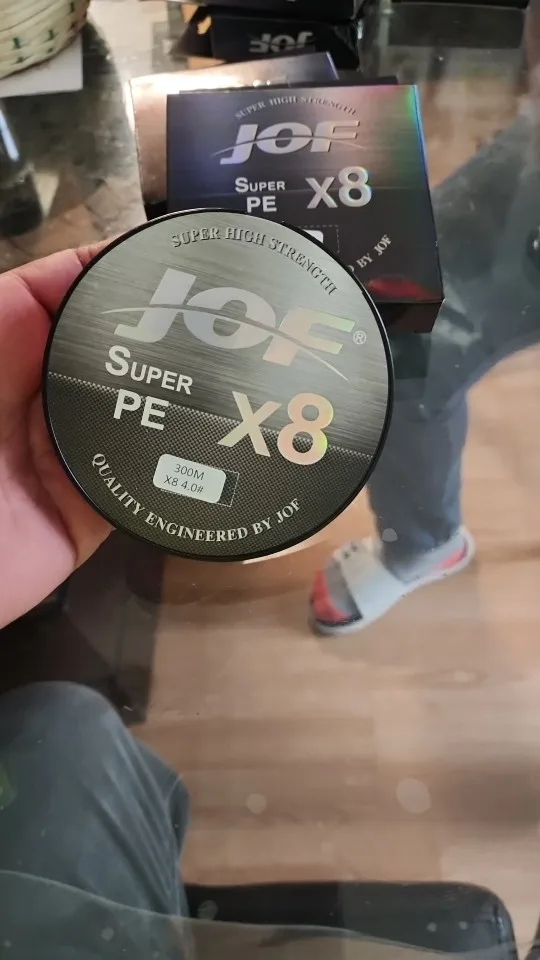 JOF
SUPER HIGH STRENGTH
JOF
SUPER
PE
X8
D BY JOF
SUPER HIGH STRENGTH
JOF®
SUPER
PE
X8
300M
X8 4.0#
QUALITY ENGINEERED BY JOF